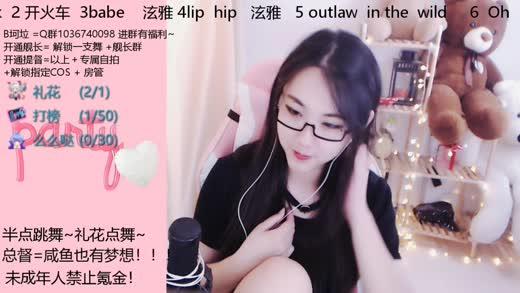 2 开火车 3babe 泫雅 4lip hip 泫雅 5 outlaw in the wild 6 Oh
B坷垃 =Q群1036740098 进群有福利~
开通舰长= 解锁一支舞 +舰长群
开通提督=以上 + 专属自拍
+解锁指定COS + 房管
礼花 (2/1)
打榜 (1/50)
么么哒 (0/30)
party
半点跳舞~礼花点舞~
总督=咸鱼也有梦想！！
未成年人禁止氪金！